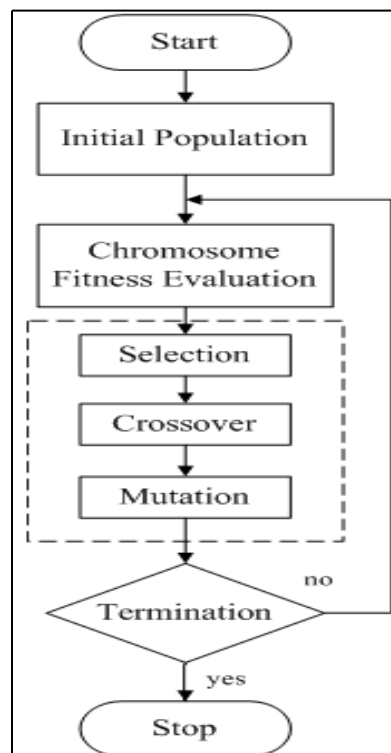 Start
Initial Population
Chromosome
Fitness Evaluation
Selection
Crossover
Mutation
Termination
no
yes
Stop